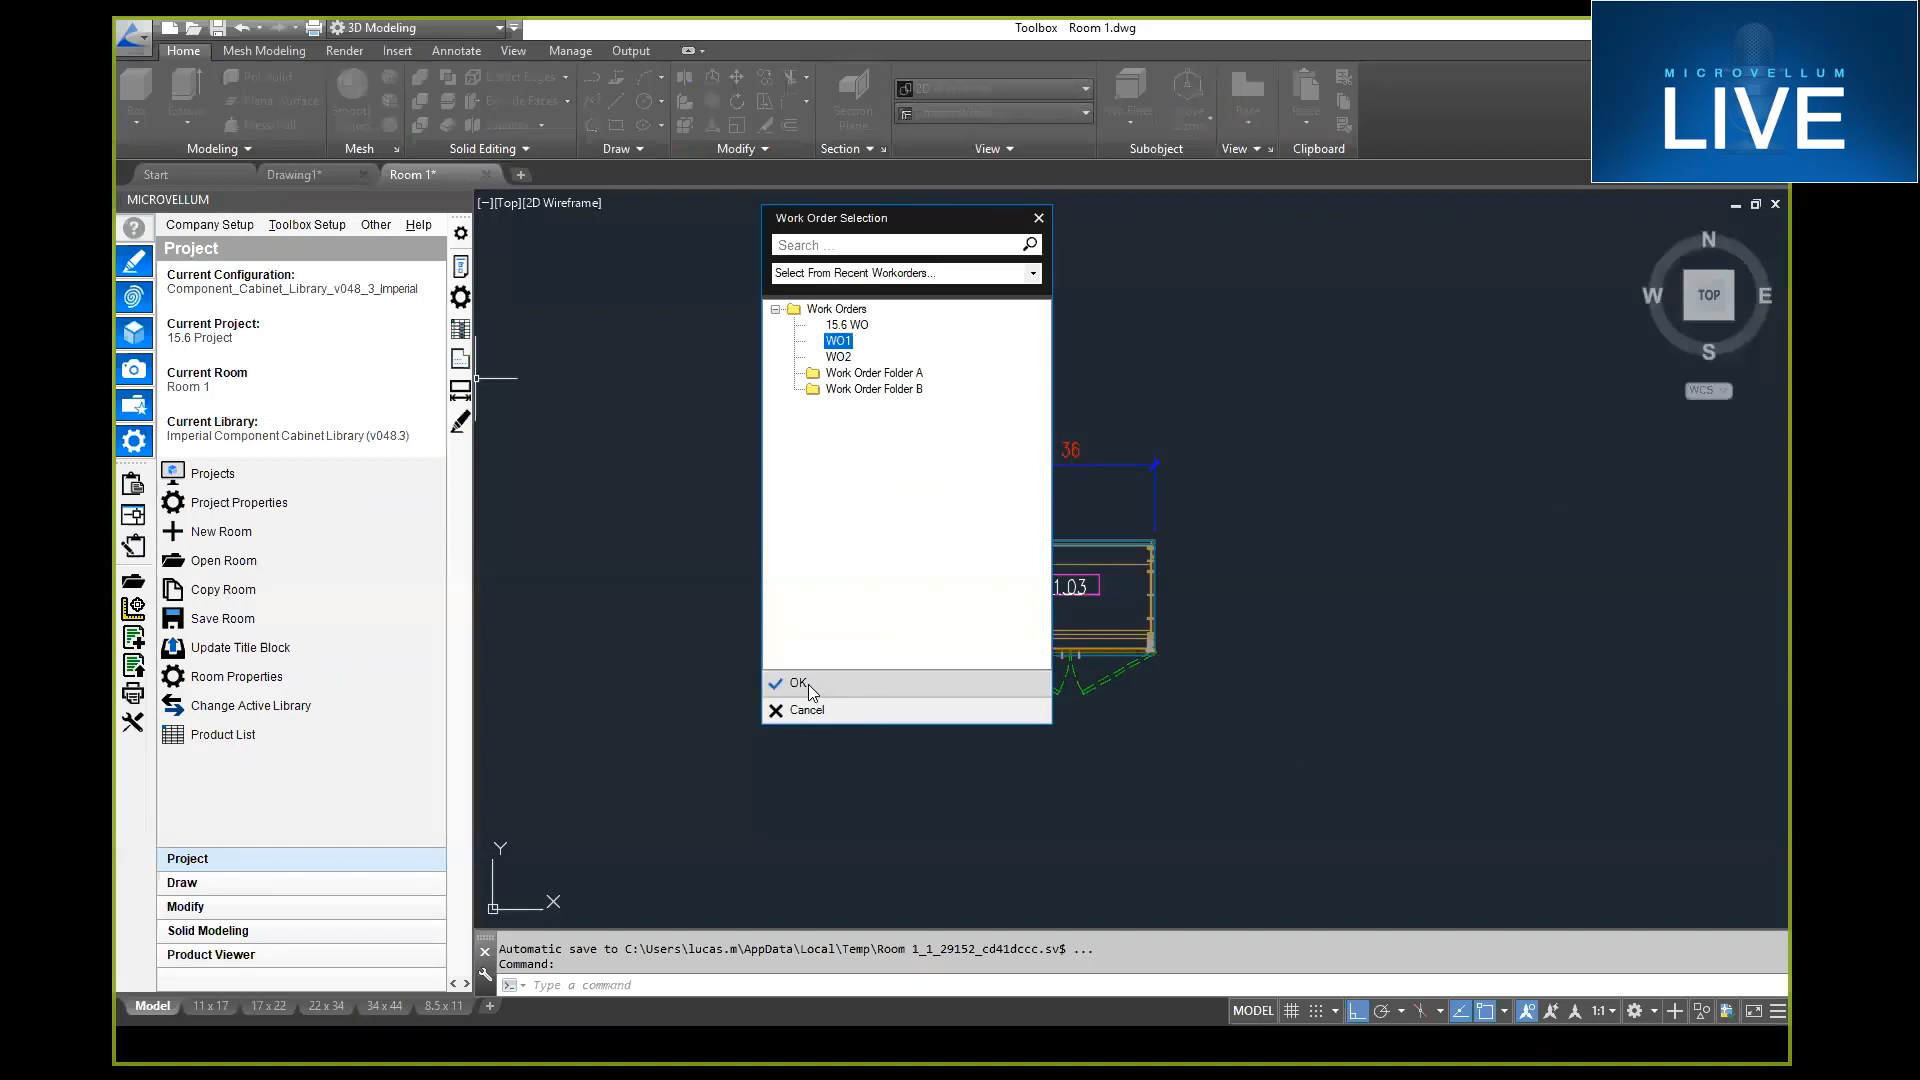 3D Modeling
Toolbox Room 1.dwg
MICROVELLUM
LIVE
Home Mesh Modeling Render Insert Annotate View Manage Output
Modeling Mesh Solid Editing Draw Modify Section View Subobject View Clipboard
Start Drawing1* Room 1*
MICROVELLUM
[−][Top][2D Wireframe]
Company Setup Toolbox Setup Other Help
Project
Current Configuration:
Component_Cabinet_Library_v048_3_Imperial
Current Project:
15.6 Project
Current Room
Room 1
Current Library:
Imperial Component Cabinet Library (v048.3)
Projects
Project Properties
New Room
Open Room
Copy Room
Save Room
Update Title Block
Room Properties
Change Active Library
Product List
Project
Draw
Modify
Solid Modeling
Product Viewer
Work Order Selection
Search ...
Select From Recent Workorders...
Work Orders
15.6 WO
WO1
WO2
Work Order Folder A
Work Order Folder B
OK
Cancel
36
1.03
N
W TOP E
S
WCS
Y
X
Automatic save to C:\Users\lucas.m\AppData\Local\Temp\Room 1_1_29152_cd41dccc.sv$ ...
Command:
Type a command
Model 11 x 17 17 x 22 22 x 34 34 x 44 8.5 x 11
MODEL 1:1